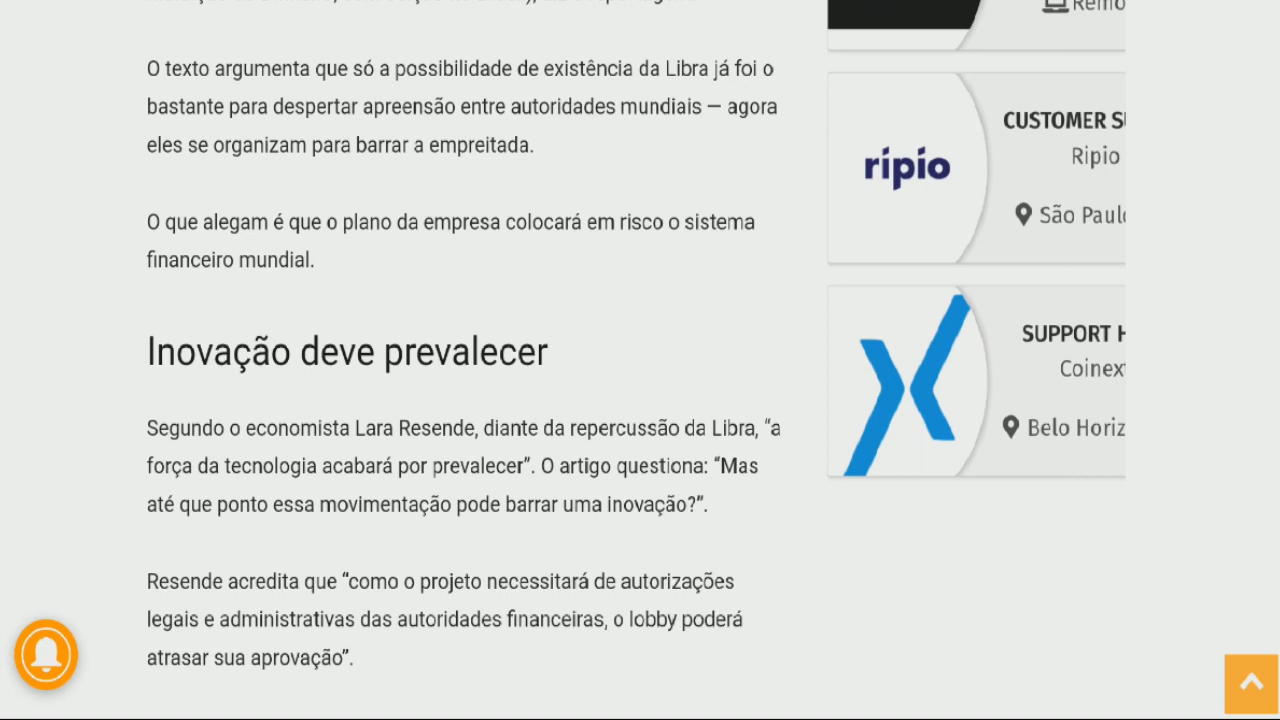 O texto argumenta que só a possibilidade de existência da Libra já foi o
bastante para despertar apreensão entre autoridades mundiais — agora
eles se organizam para barrar a empreitada.
O que alegam é que o plano da empresa colocará em risco o sistema
financeiro mundial.
Inovação deve prevalecer
Segundo o economista Lara Resende, diante da repercussão da Libra, “a
força da tecnologia acabará por prevalecer”. O artigo questiona: “Mas
até que ponto essa movimentação pode barrar uma inovação?”.
Resende acredita que “como o projeto necessitará de autorizações
legais e administrativas das autoridades financeiras, o lobby poderá
atrasar sua aprovação”.
Remo
ripio
CUSTOMER SU
Ripio
São Paulo
SUPPORT H
Coinext
Belo Horiz